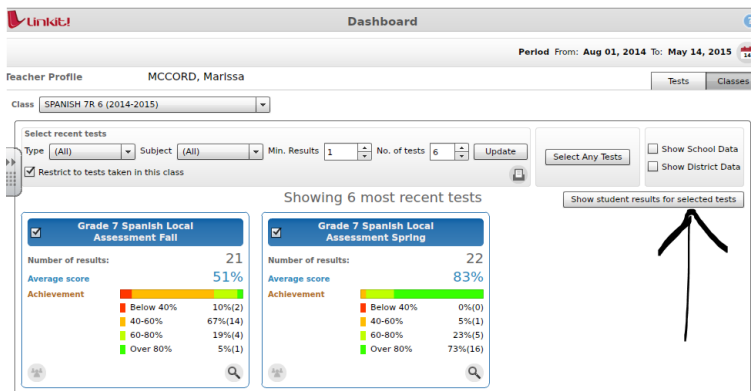 Linkit!
Dashboard
Period From: Aug 01, 2014 To: May 14, 2015
14
Teacher Profile MCCORD, Marissa
Tests Classes
Class SPANISH 7R 6 (2014-2015)
Select recent tests
Type (All) Subject (All) Min. Results 1 No. of tests 6 Update
Restrict to tests taken in this class
Select Any Tests
Show School Data
Show District Data
Showing 6 most recent tests
Show student results for selected tests
Grade 7 Spanish Local
Assessment Fall
Number of results: 21
Average score 51%
Achievement
Below 40% 10%(2)
40-60% 67%(14)
60-80% 19%(4)
Over 80% 5%(1)
Grade 7 Spanish Local
Assessment Spring
Number of results: 22
Average score 83%
Achievement
Below 40% 0%(0)
40-60% 5%(1)
60-80% 23%(5)
Over 80% 73%(16)